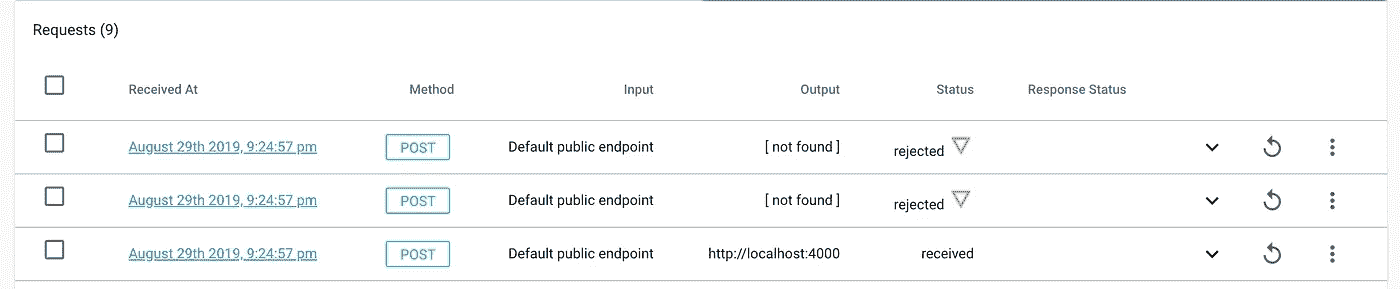 Requests (9)
Received At Method Input Output Status Response Status
August 29th 2019, 9:24:57 pm POST Default public endpoint [ not found ] rejected
August 29th 2019, 9:24:57 pm POST Default public endpoint [ not found ] rejected
August 29th 2019, 9:24:57 pm POST Default public endpoint http://localhost:4000 received